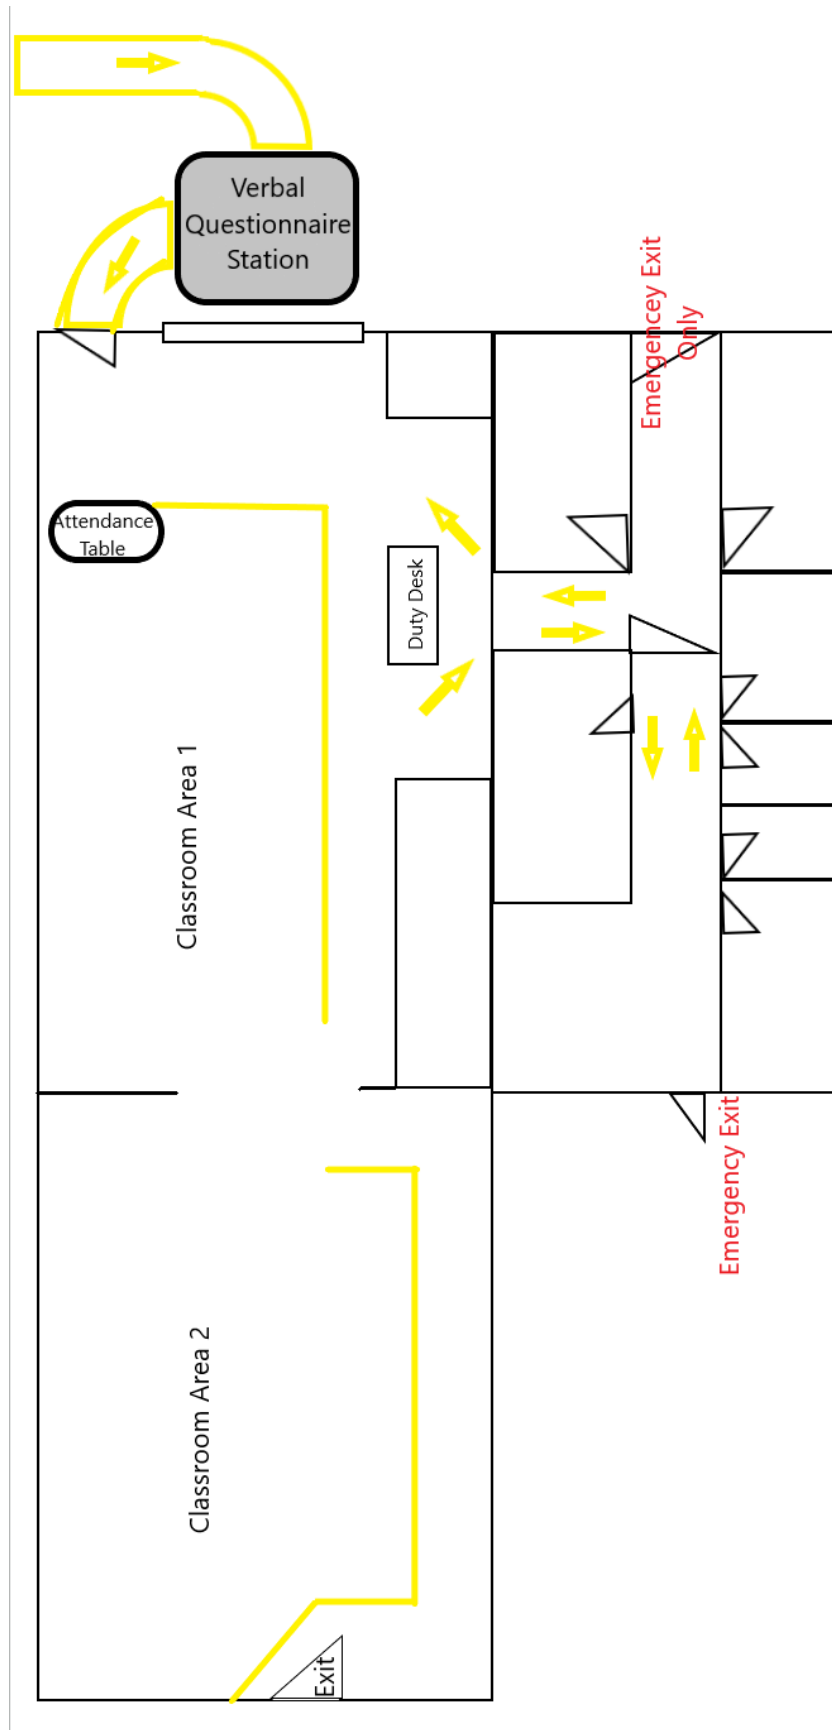 Verbal
Questionnaire
Station
Emergencey Exit
Only
Attendance
Table
Duty Desk
Classroom Area 1
Emergency Exit
Classroom Area 2
Exit